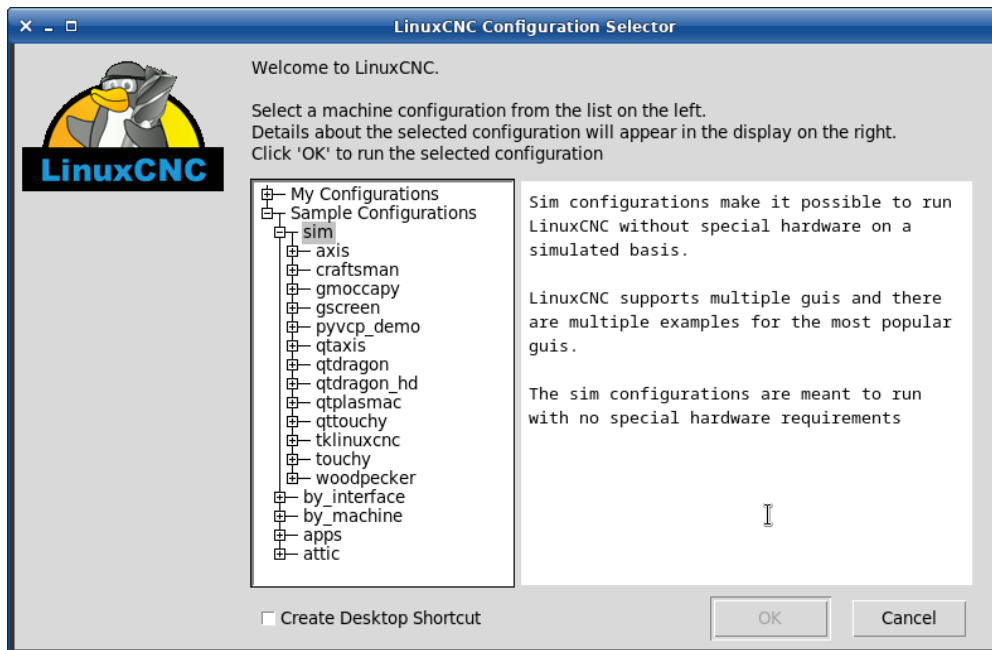 LinuxCNC Configuration Selector
LinuxCNC
Welcome to LinuxCNC.
Select a machine configuration from the list on the left.
Details about the selected configuration will appear in the display on the right.
Click 'OK' to run the selected configuration
My Configurations
Sample Configurations
sim
axis
craftsman
gmoccapy
gscreen
pyvcp_demo
qtaxis
qtdragon
qtdragon_hd
qtplasmac
qttouchy
tklinuxcnc
touchy
woodpecker
by_interface
by_machine
apps
attic
Sim configurations make it possible to run
LinuxCNC without special hardware on a
simulated basis.
LinuxCNC supports multiple guis and there
are multiple examples for the most popular
guis.
The sim configurations are meant to run
with no special hardware requirements
Create Desktop Shortcut
OK
Cancel